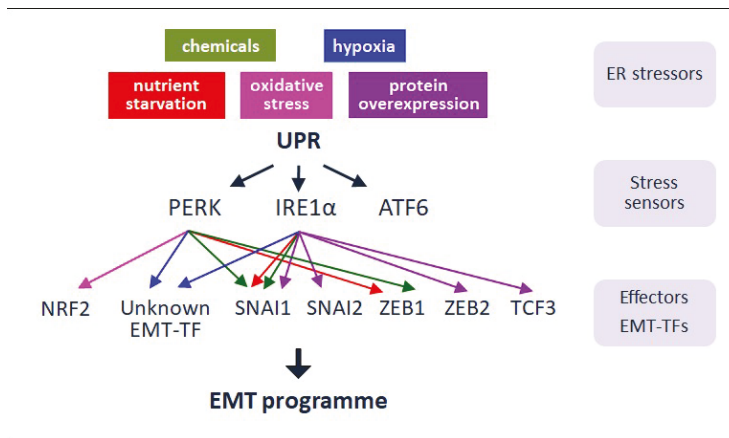 chemicals
hypoxia
ER stressors
nutrient
starvation
oxidative
stress
protein
overexpression
UPR
Stress
sensors
PERK
IRE1α
ATF6
NRF2
Unknown
EMT-TF
SNAI1
SNAI2
ZEB1
ZEB2
TCF3
Effectors
EMT-TFs
EMT programme